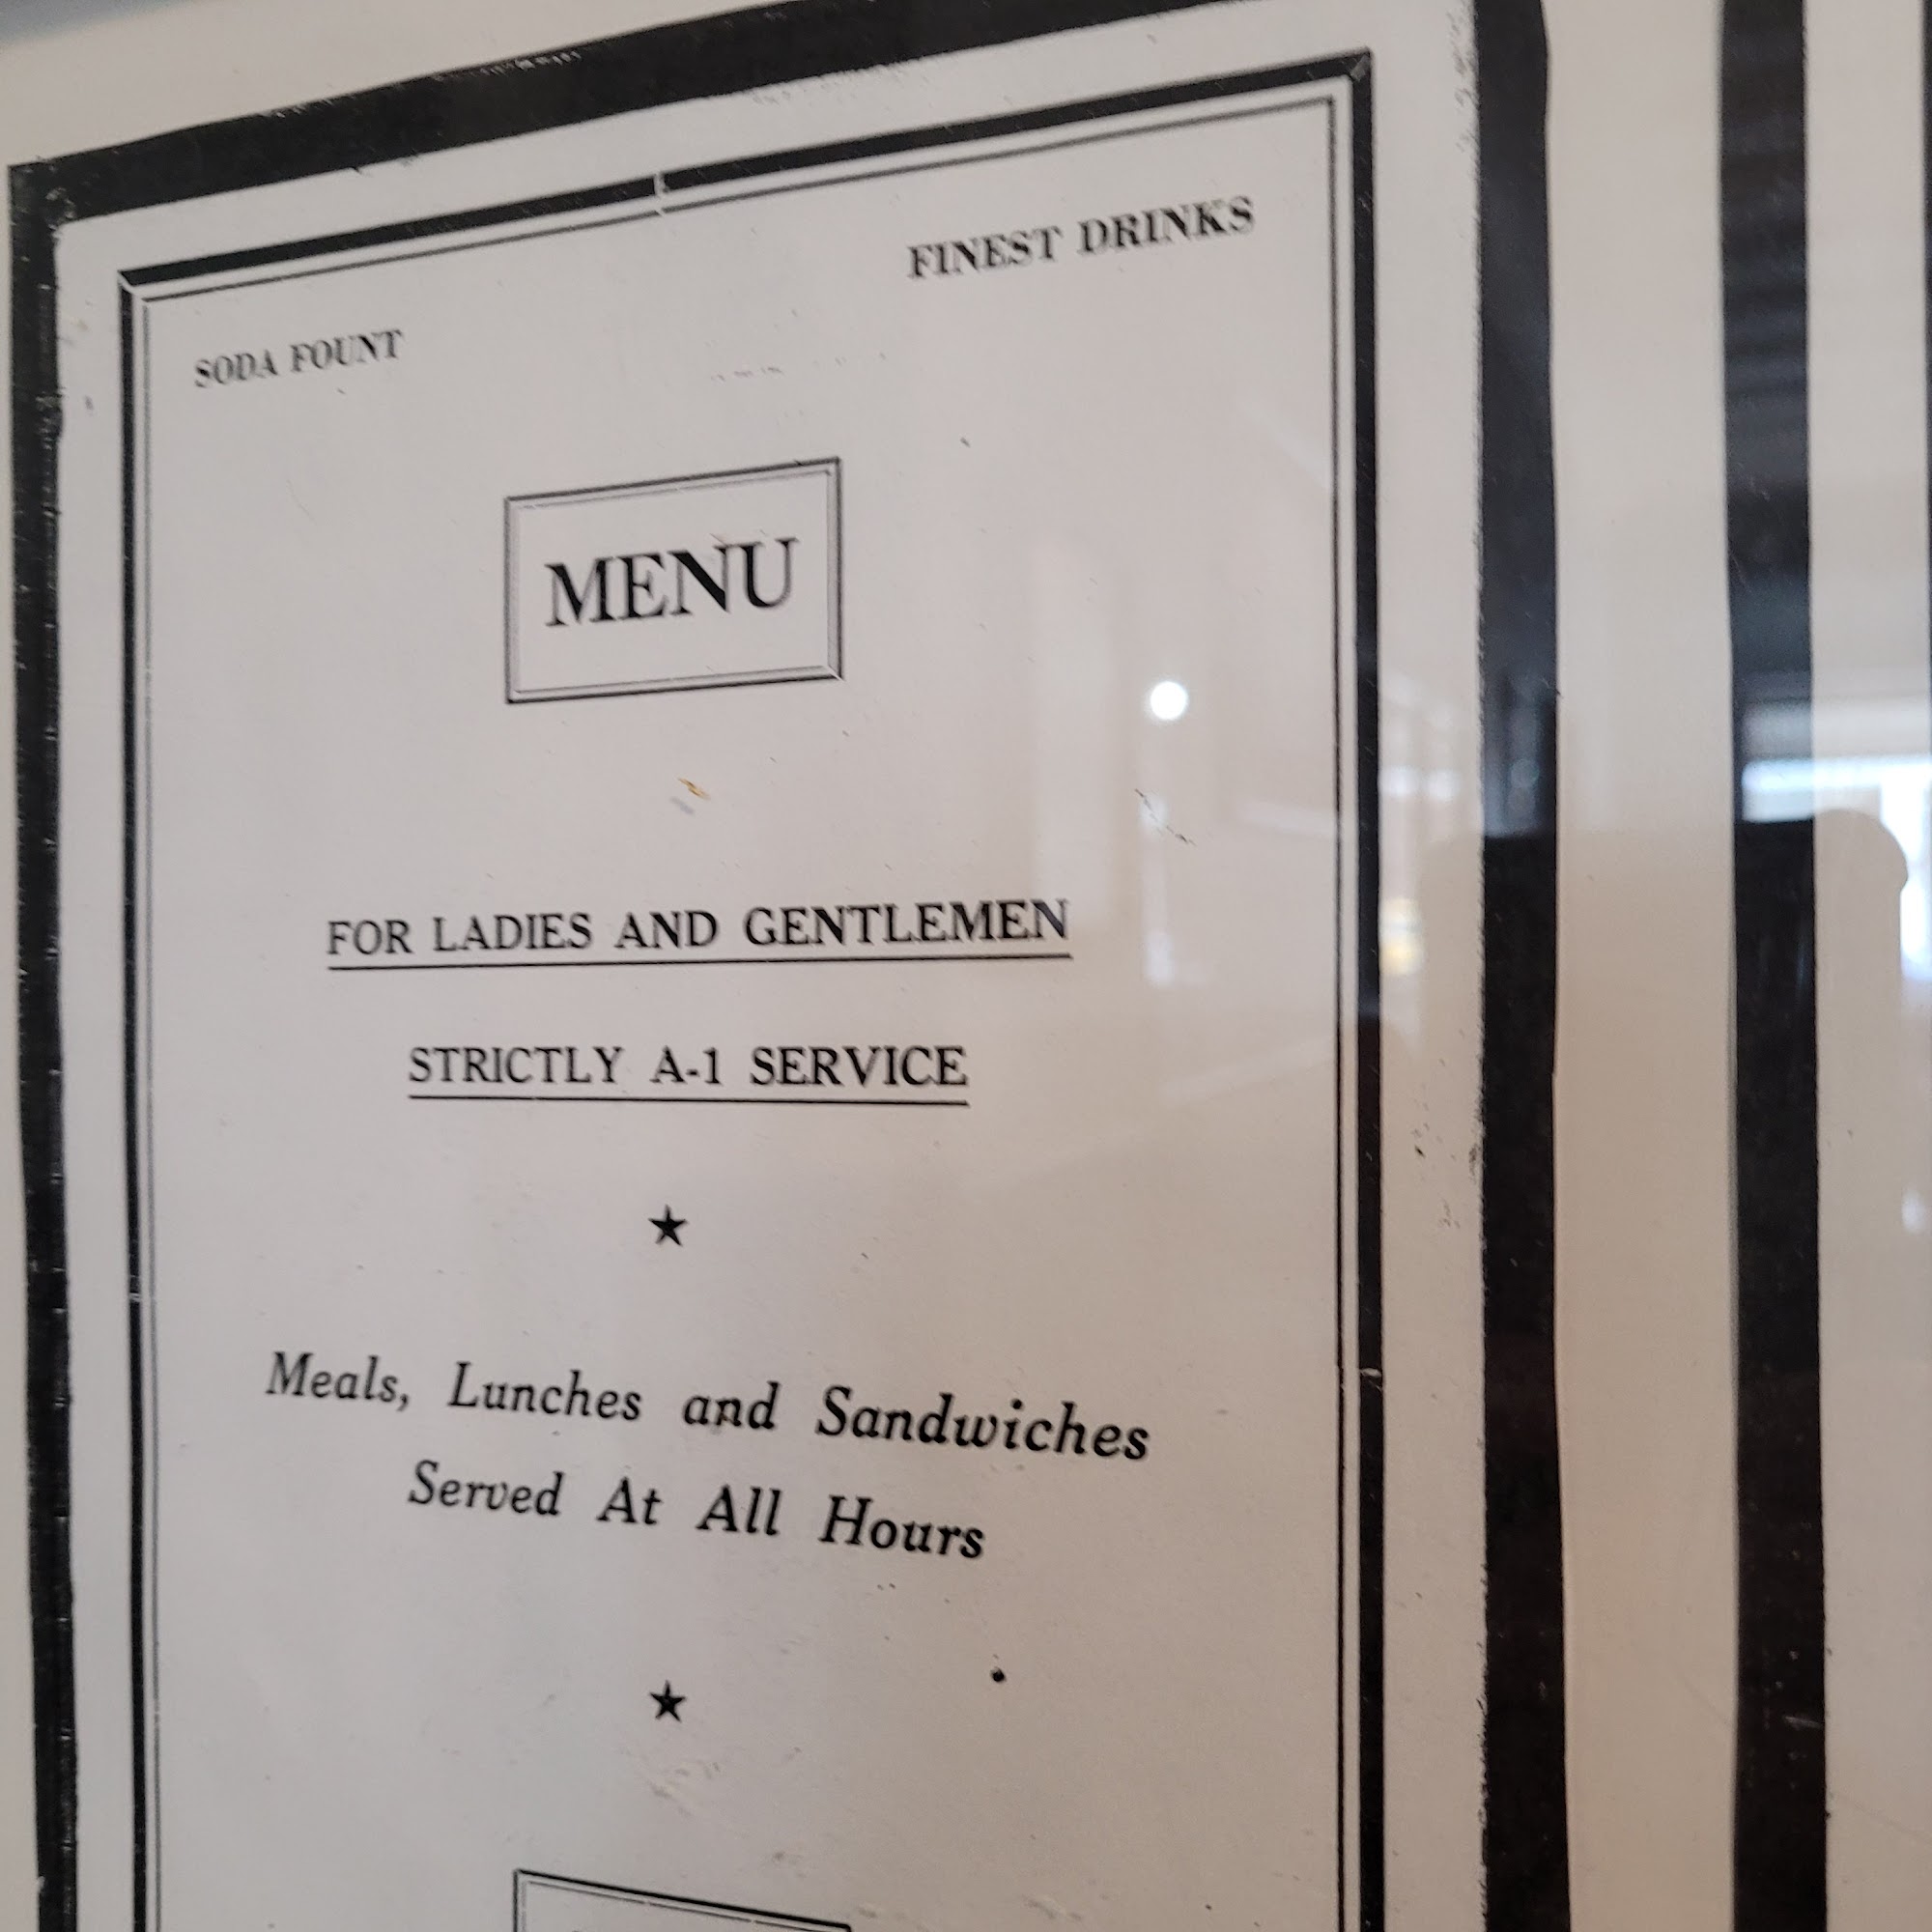 SODA FOUNT FINEST DRINKS
MENU
FOR LADIES AND GENTLEMEN
STRICTLY A-1 SERVICE
Meals, Lunches and Sandwiches
Served At All Hours